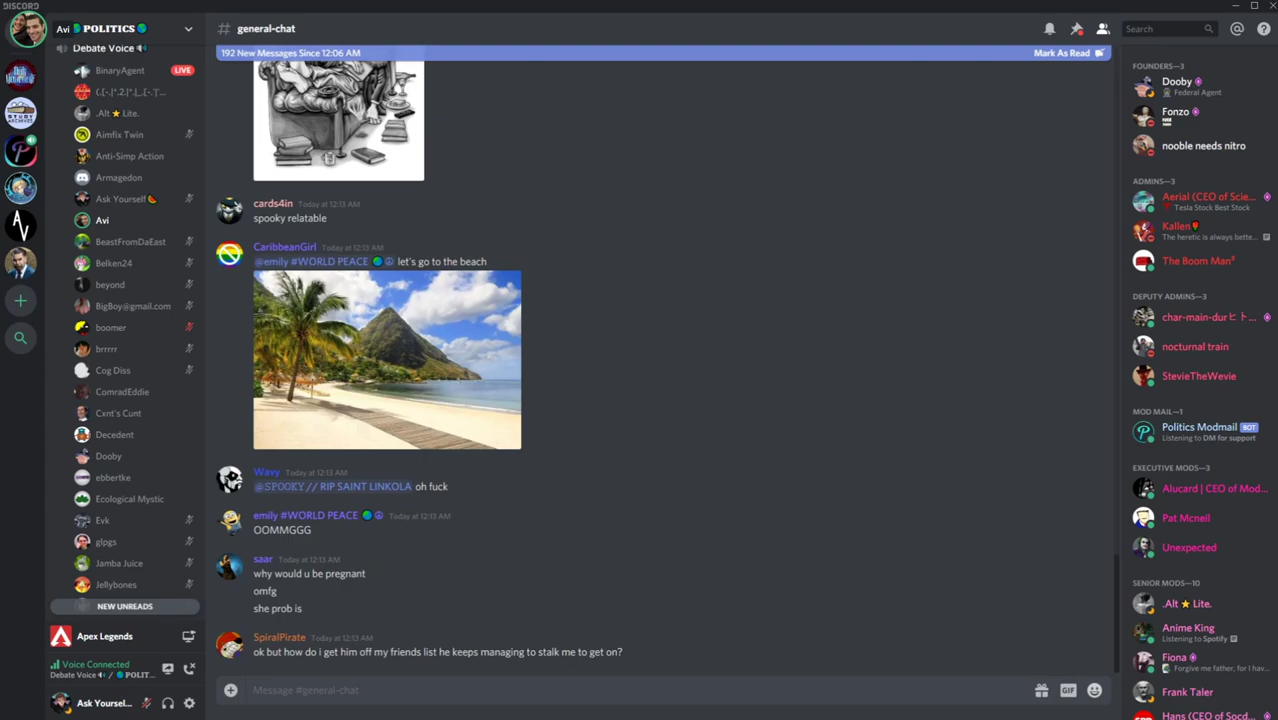 DISCORD
Avi 🌎 POLITICS 🌎
Debate Voice 🔊
BinaryAgent
LIVE
(.[-.|*.2.|*.|_.[-.'|'...
.Alt ⭐ Lite.
Aimfix Twin
Anti-Simp Action
Armagedon
Ask Yourself 🍉
Avi
BeastFromDaEast
Belken24
beyond
BigBoy@gmail.com
boomer
brrrrr
Cog Diss
ComradEddie
Cxnt's Cunt
Decedent
Dooby
ebbertke
Ecological Mystic
Evk
glpgs
Jamba Juice
Jellybones
NEW UNREADS
Apex Legends
Voice Connected
Debate Voice 🔊 / 🌎 POLIT...
Ask Yoursel...
# general-chat
Search
192 New Messages Since 12:06 AM
Mark As Read
cards4in Today at 12:13 AM
spooky relatable
CaribbeanGirl Today at 12:13 AM
@emily #WORLD PEACE 🌎 ☮ let's go to the beach
Wavy Today at 12:13 AM
@SPOOKY // RIP SAINT LINKOLA oh fuck
emily #WORLD PEACE 🌎 ☮ Today at 12:13 AM
OOMMGGG
saar Today at 12:13 AM
why would u be pregnant
omfg
she prob is
SpiralPirate Today at 12:13 AM
ok but how do i get him off my friends list he keeps managing to stalk me to get on?
Message #general-chat
GIF
FOUNDERS—3
Dooby
Federal Agent
Fonzo
nooble needs nitro
ADMINS—3
Aerial (CEO of Scie...
Tesla Stock Best Stock
Kallen🌹
The heretic is always bette...
The Boom Man²
DEPUTY ADMINS—3
char-main-durヒト...
nocturnal train
StevieTheWevie
MOD MAIL—1
Politics Modmail BOT
Listening to DM for support
EXECUTIVE MODS—3
Alucard | CEO of Mod...
Pat Mcneil
Unexpected
SENIOR MODS—10
.Alt ⭐ Lite.
Anime King
Listening to Spotify
Fiona
Forgive me father, for I hav...
Frank Taler
Hans (CEO of Socd...